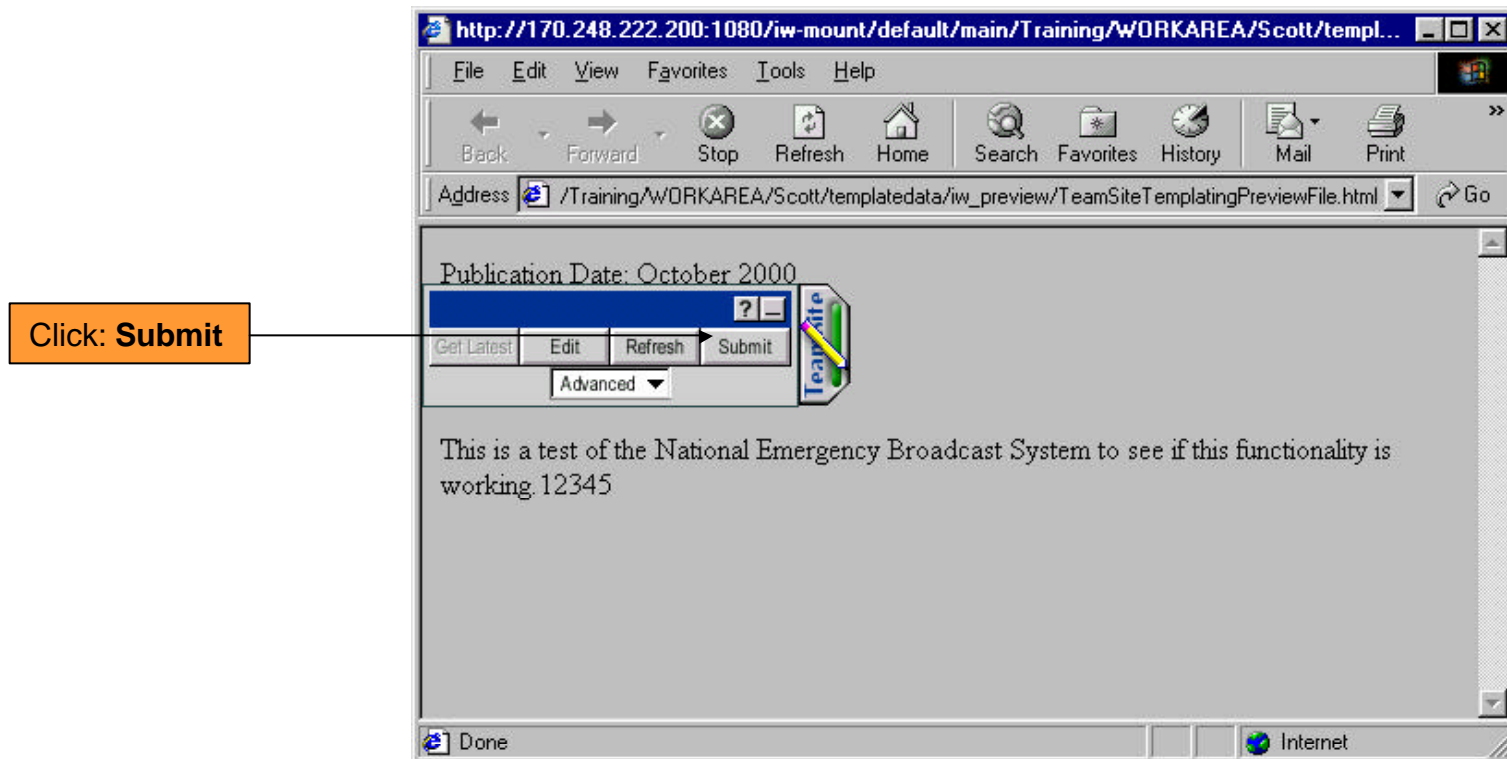 http://170.248.222.200:1080/iw-mount/default/main/Training/WORKAREA/Scott/templ...
File Edit View Favorites Tools Help
Back Forward Stop Refresh Home Search Favorites History Mail Print »
Address /Training/WORKAREA/Scott/templatedata/iw_preview/TeamSiteTemplatingPreviewFile.html Go
Publication Date: October 2000
?
TeamSite
Click: Submit
Get Latest Edit Refresh Submit
Advanced
This is a test of the National Emergency Broadcast System to see if this functionality is
working.12345
Done Internet